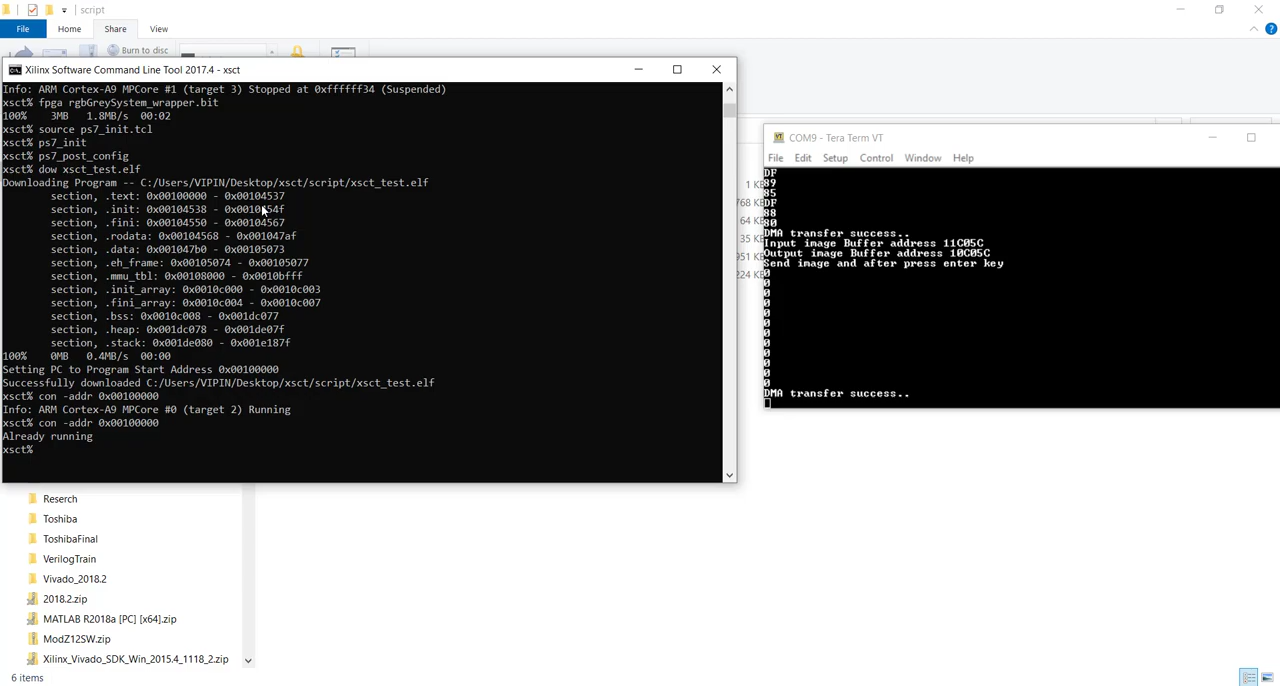 script
File
Home
Share
View
Burn to disc
Xilinx Software Command Line Tool 2017.4 - xsct
Info: ARM Cortex-A9 MPCore #1 (target 3) Stopped at 0xffffff34 (Suspended)
xsct% fpga rgbGreySystem_wrapper.bit
100%    3MB   1.8MB/s  00:02
xsct% source ps7_init.tcl
xsct% ps7_init
xsct% ps7_post_config
xsct% dow xsct_test.elf
Downloading Program -- C:/Users/VIPIN/Desktop/xsct/script/xsct_test.elf
section, .text: 0x00100000 - 0x00104537
section, .init: 0x00104538 - 0x0010454f
section, .fini: 0x00104550 - 0x00104567
section, .rodata: 0x00104568 - 0x001047af
section, .data: 0x001047b0 - 0x00105073
section, .eh_frame: 0x00105074 - 0x00105077
section, .mmu_tbl: 0x00108000 - 0x0010bfff
section, .init_array: 0x0010c000 - 0x0010c003
section, .fini_array: 0x0010c004 - 0x0010c007
section, .bss: 0x0010c008 - 0x001dc077
section, .heap: 0x001dc078 - 0x001de07f
section, .stack: 0x001de080 - 0x001e187f
100%    0MB   0.4MB/s  00:00
Setting PC to Program Start Address 0x00100000
Successfully downloaded C:/Users/VIPIN/Desktop/xsct/script/xsct_test.elf
xsct% con -addr 0x00100000
Info: ARM Cortex-A9 MPCore #0 (target 2) Running
xsct% con -addr 0x00100000
Already running
xsct%
1 KB
768 KB
64 KB
35 KB
951 KB
224 KB
COM9 - Tera Term VT
File Edit Setup Control Window Help
DF
89
85
DF
88
80
DMA transfer success..
Input image Buffer address 11C05C
Output image Buffer address 10C05C
Send image and after press enter key
0
0
0
0
0
0
0
0
0
0
0
0
DMA transfer success..
Reserch
Toshiba
ToshibaFinal
VerilogTrain
Vivado_2018.2
2018.2.zip
MATLAB R2018a [PC] [x64].zip
ModZ12SW.zip
Xilinx_Vivado_SDK_Win_2015.4_1118_2.zip
6 items